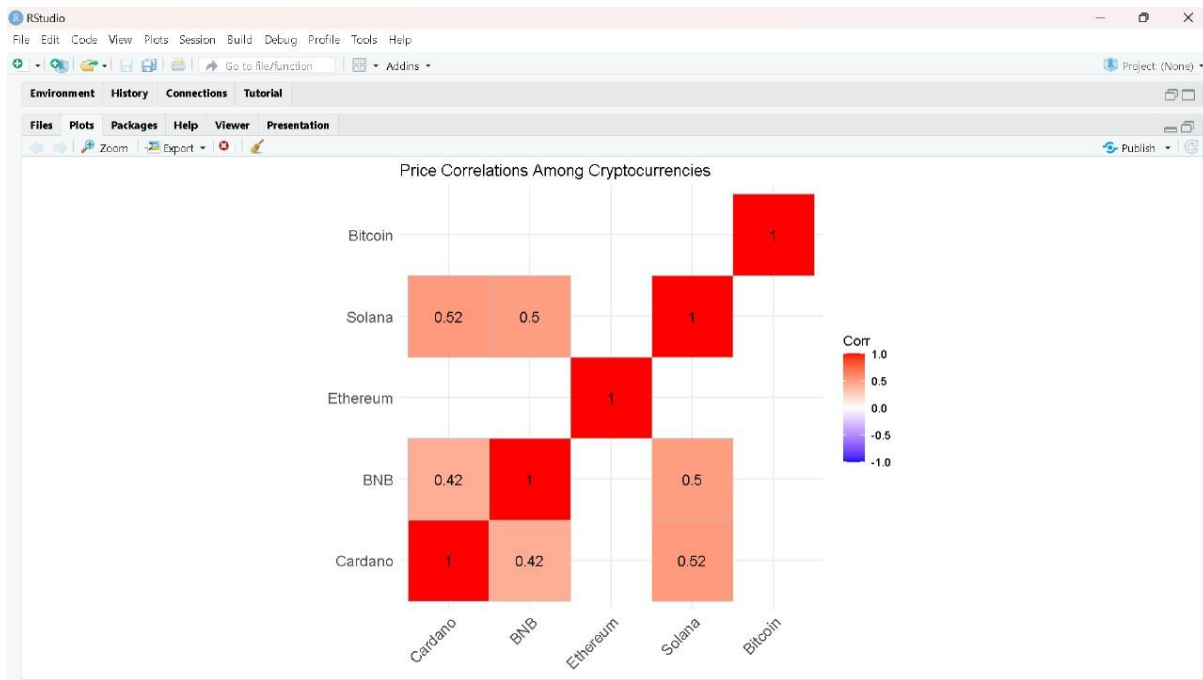 RStudio
File Edit Code View Plots Session Build Debug Profile Tools Help
Go to file/function Addins Project: (None)
Environment History Connections Tutorial
Files Plots Packages Help Viewer Presentation
Zoom Export Publish
Price Correlations Among Cryptocurrencies
Bitcoin 1
Solana 0.52 0.5 1
Ethereum 1
BNB 0.42 1 0.5
Cardano 1 0.42 0.52
Cardano BNB Ethereum Solana Bitcoin
Corr
1.0
0.5
0.0
-0.5
-1.0